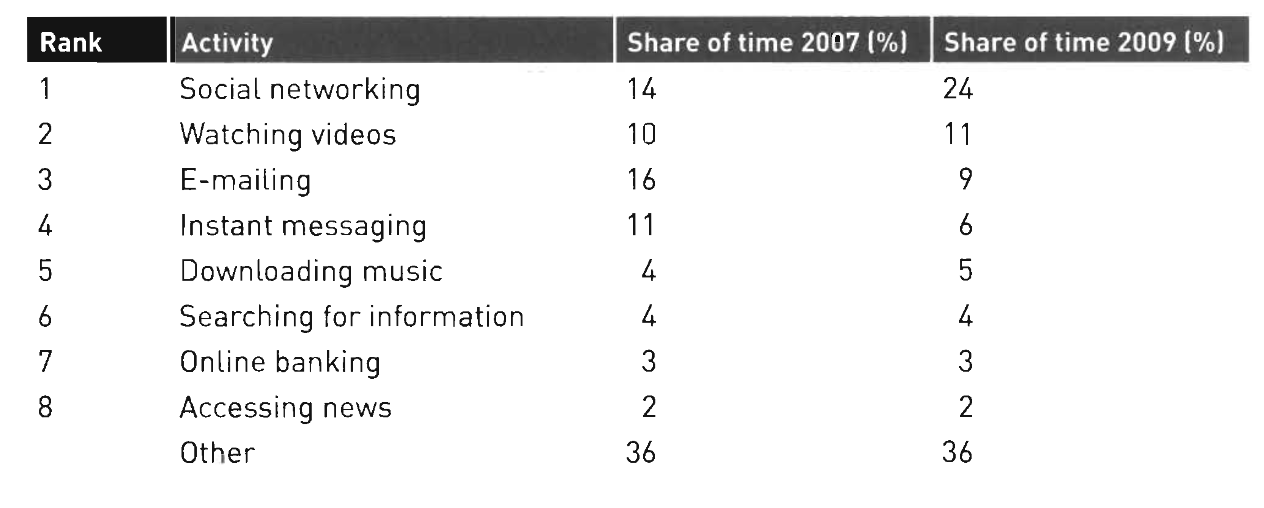 Rank Activity Share of time 2007 (%) Share of time 2009 (%)
1 Social networking 14 24
2 Watching videos 10 11
3 E-mailing 16 9
4 Instant messaging 11 6
5 Downloading music 4 5
6 Searching for information 4 4
7 Online banking 3 3
8 Accessing news 2 2
Other 36 36